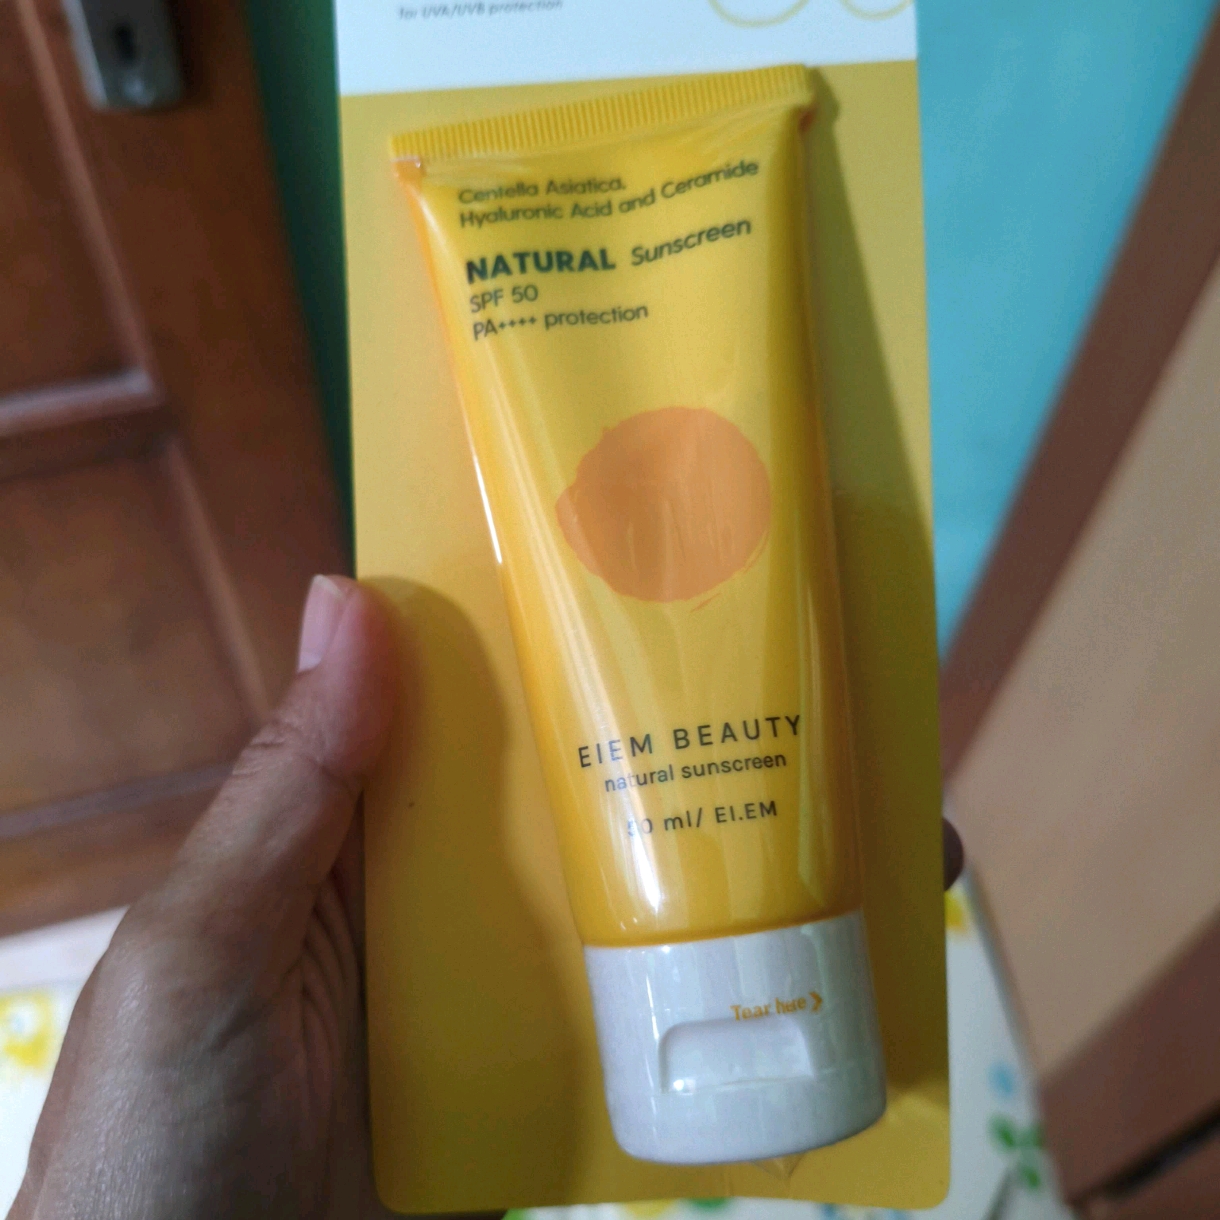 for UVA/UVB protection
Centella Asiatica,
Hyaluronic Acid and Ceramide
NATURAL Sunscreen
SPF 50
PA++++ protection
EIEM BEAUTY
natural sunscreen
50 ml/ EI.EM
Tear here